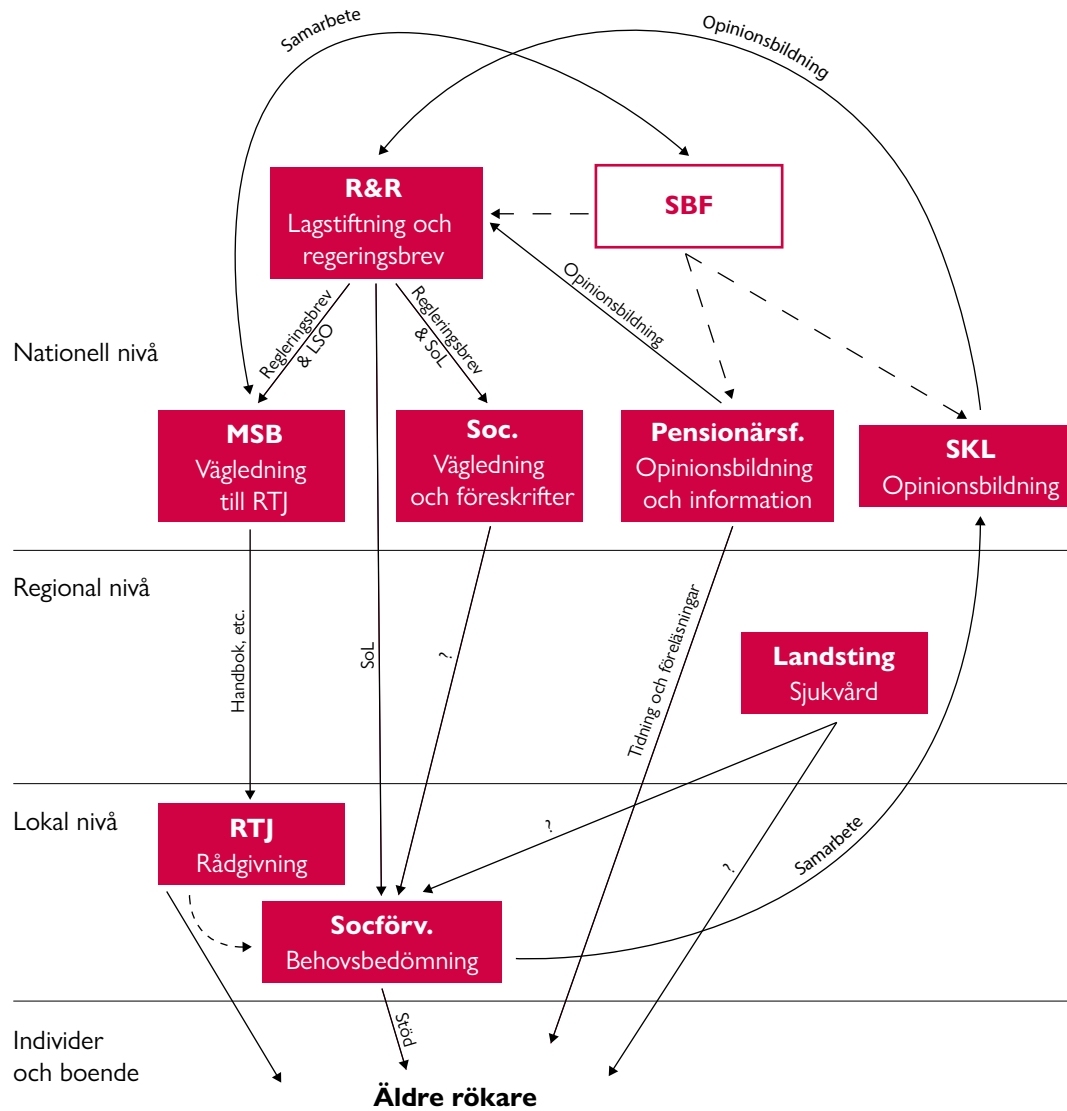 Samarbete
Opinionsbildning
R&R
Lagstiftning och
regeringsbrev
SBF
Opinionsbildning
Regleringsbrev
& LSO
Regleringsbrev
& SoL
Nationell nivå
MSB
Vägledning
till RTJ
Soc.
Vägledning
och föreskrifter
Pensionärsf.
Opinionsbildning
och information
SKL
Opinionsbildning
Regional nivå
Handbok, etc.
SoL
?
Tidning och föreläsningar
Landsting
Sjukvård
Lokal nivå
RTJ
Rådgivning
?
?
Samarbete
Socförv.
Behovsbedömning
Stöd
Individer
och boende
Äldre rökare